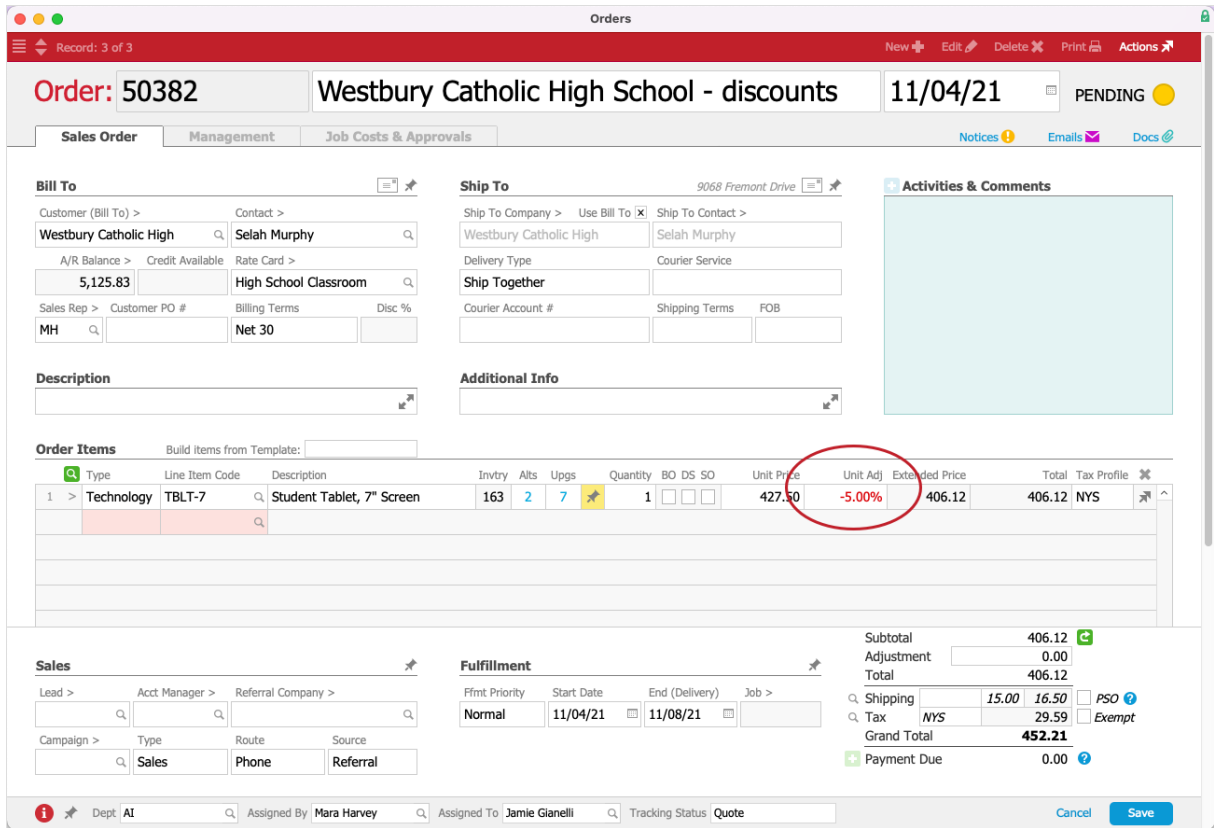 Orders
Record: 3 of 3 New Edit Delete Print Actions
Order: 50382 Westbury Catholic High School - discounts 11/04/21 PENDING
Sales Order Management Job Costs & Approvals Notices Emails Docs
Bill To Ship To 9068 Fremont Drive Activities & Comments
Customer (Bill To) > Contact > Ship To Company > Use Bill To x Ship To Contact >
Westbury Catholic High Selah Murphy Westbury Catholic High Selah Murphy
A/R Balance > Credit Available Rate Card > Delivery Type Courier Service
5,125.83 High School Classroom Ship Together
Sales Rep > Customer PO # Billing Terms Disc % Courier Account # Shipping Terms FOB
MH Net 30
Description Additional Info
Order Items Build items from Template:
Type Line Item Code Description Invtry Alts Upgs Quantity BO DS SO Unit Price Unit Adj Extended Price Total Tax Profile
1 > Technology TBLT-7 Student Tablet, 7" Screen 163 2 7 1 427.50 -5.00% 406.12 406.12 NYS
Subtotal 406.12
Adjustment 0.00
Total 406.12
Sales Fulfillment
Lead > Acct Manager > Referral Company > Ffmt Priority Start Date End (Delivery) Job > Shipping 15.00 16.50 PSO ?
Normal 11/04/21 11/08/21 Tax NYS 29.59 Exempt
Campaign > Type Route Source Grand Total 452.21
Sales Phone Referral Payment Due 0.00 ?
Dept AI Assigned By Mara Harvey Assigned To Jamie Gianelli Tracking Status Quote Cancel Save